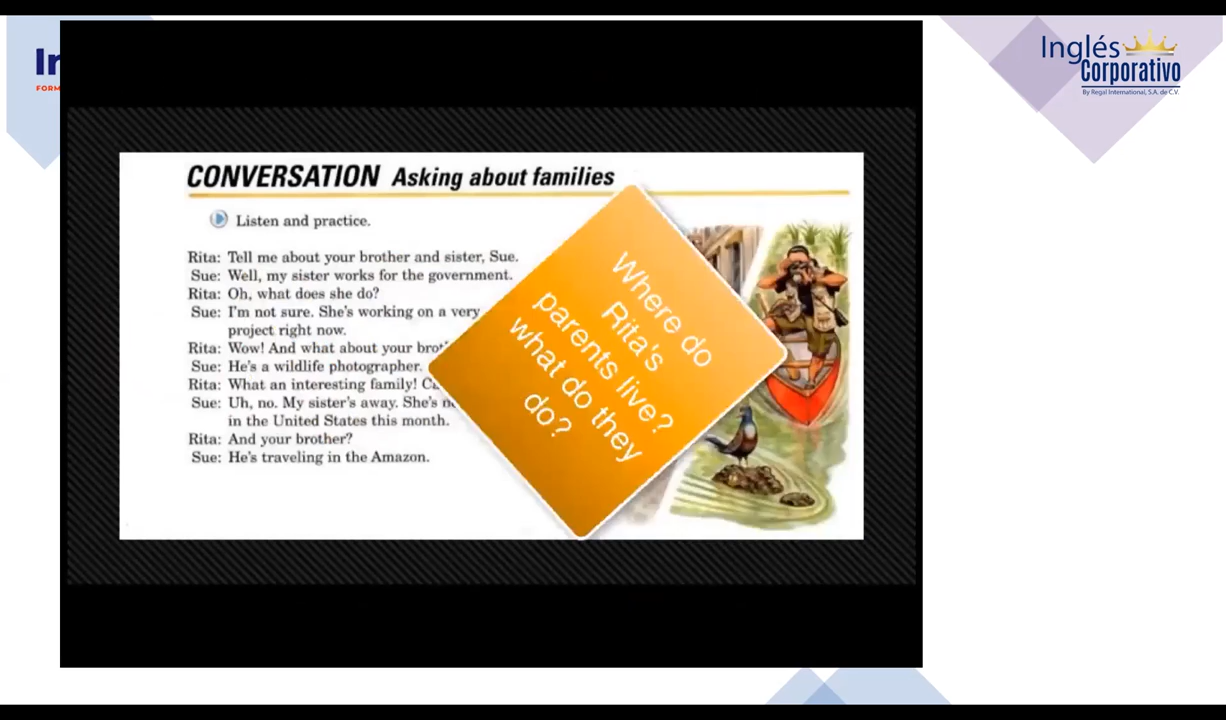 In
FORM
Inglés
Corporativo
By Regal International, S.A. de C.V.
CONVERSATION Asking about families
Listen and practice.
Rita: Tell me about your brother and sister, Sue.
Sue: Well, my sister works for the government.
Rita: Oh, what does she do?
Sue: I'm not sure. She's working on a very
project right now.
Rita: Wow! And what about your
Sue: He's a wildlife photographer.
Rita: What an interesting family!
Sue: Uh, no. My sister's away. She's
in the United States this month.
Rita: And your brother?
Sue: He's traveling in the Amazon.
Where do
Rita's
parents live?
what do they
do?